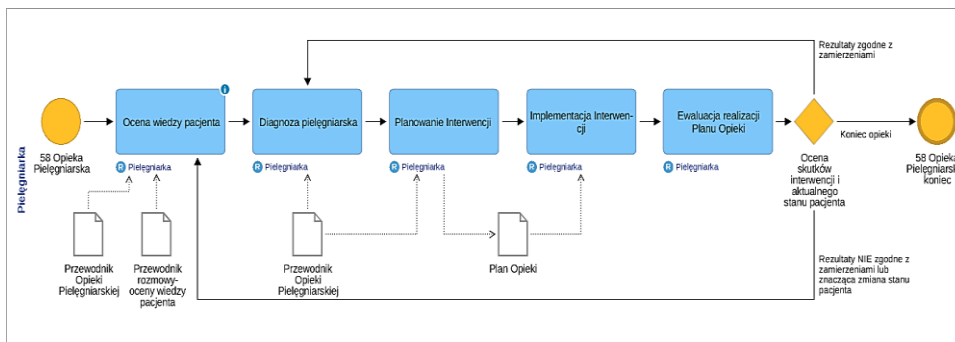 Rezultaty zgodne z
zamierzeniami
Pielęgniarka
58 Opieka
Pielęgniarska
i
Ocena wiedzy pacjenta
R Pielęgniarka
Diagnoza pielęgniarska
R Pielęgniarka
Planowanie Interwencji
R Pielęgniarka
Implementacja Interwen-
cji
R Pielęgniarka
Ewaluacja realizacji
Planu Opieki
R Pielęgniarka
Koniec opieki
Ocena
skutków
interwencji i
aktualnego
stanu pacjenta
58 Opieka
Pielęgniarska
koniec
Przewodnik
Opieki
Pielęgniarskiej
Przewodnik
rozmowy-
oceny wiedzy
pacjenta
Przewodnik
Opieki
Pielęgniarskiej
Plan Opieki
Rezultaty NIE zgodne z
zamierzeniami lub
znacząca zmiana stanu
pacjenta